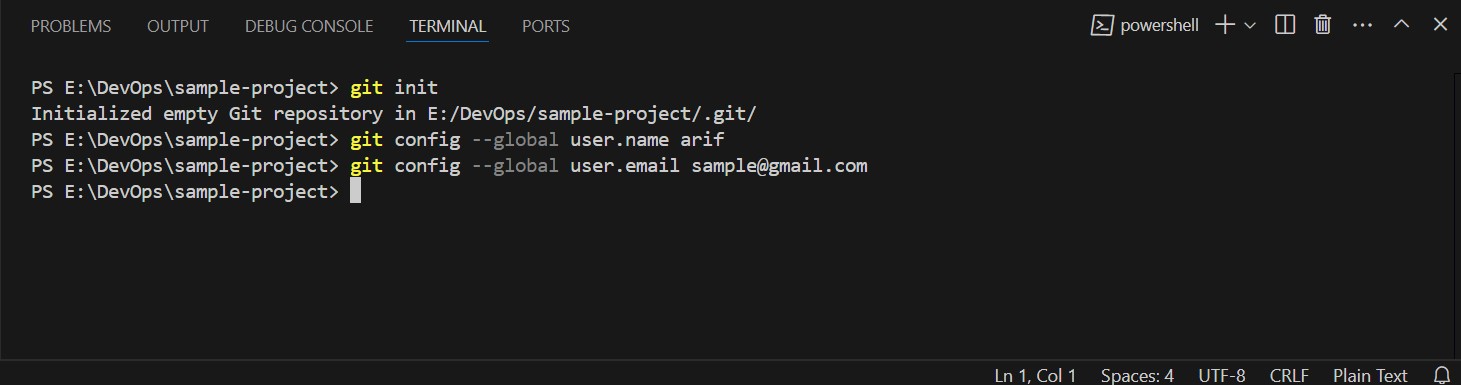 PROBLEMS OUTPUT DEBUG CONSOLE TERMINAL PORTS powershell
PS E:\DevOps\sample-project> git init
Initialized empty Git repository in E:/DevOps/sample-project/.git/
PS E:\DevOps\sample-project> git config --global user.name arif
PS E:\DevOps\sample-project> git config --global user.email sample@gmail.com
PS E:\DevOps\sample-project>
Ln 1, Col 1 Spaces: 4 UTF-8 CRLF Plain Text